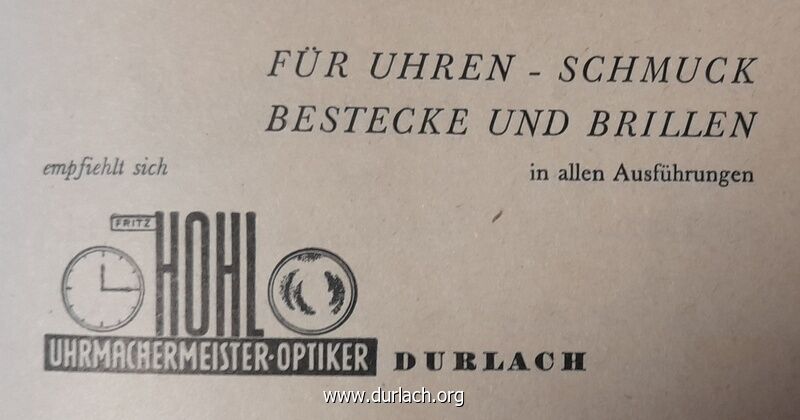 FÜR UHREN - SCHMUCK
BESTECKE UND BRILLEN
empfiehlt sich
in allen Ausführungen
FRITZ
HOHL
UHRMACHERMEISTER-OPTIKER
DURLACH
www.durlach.org